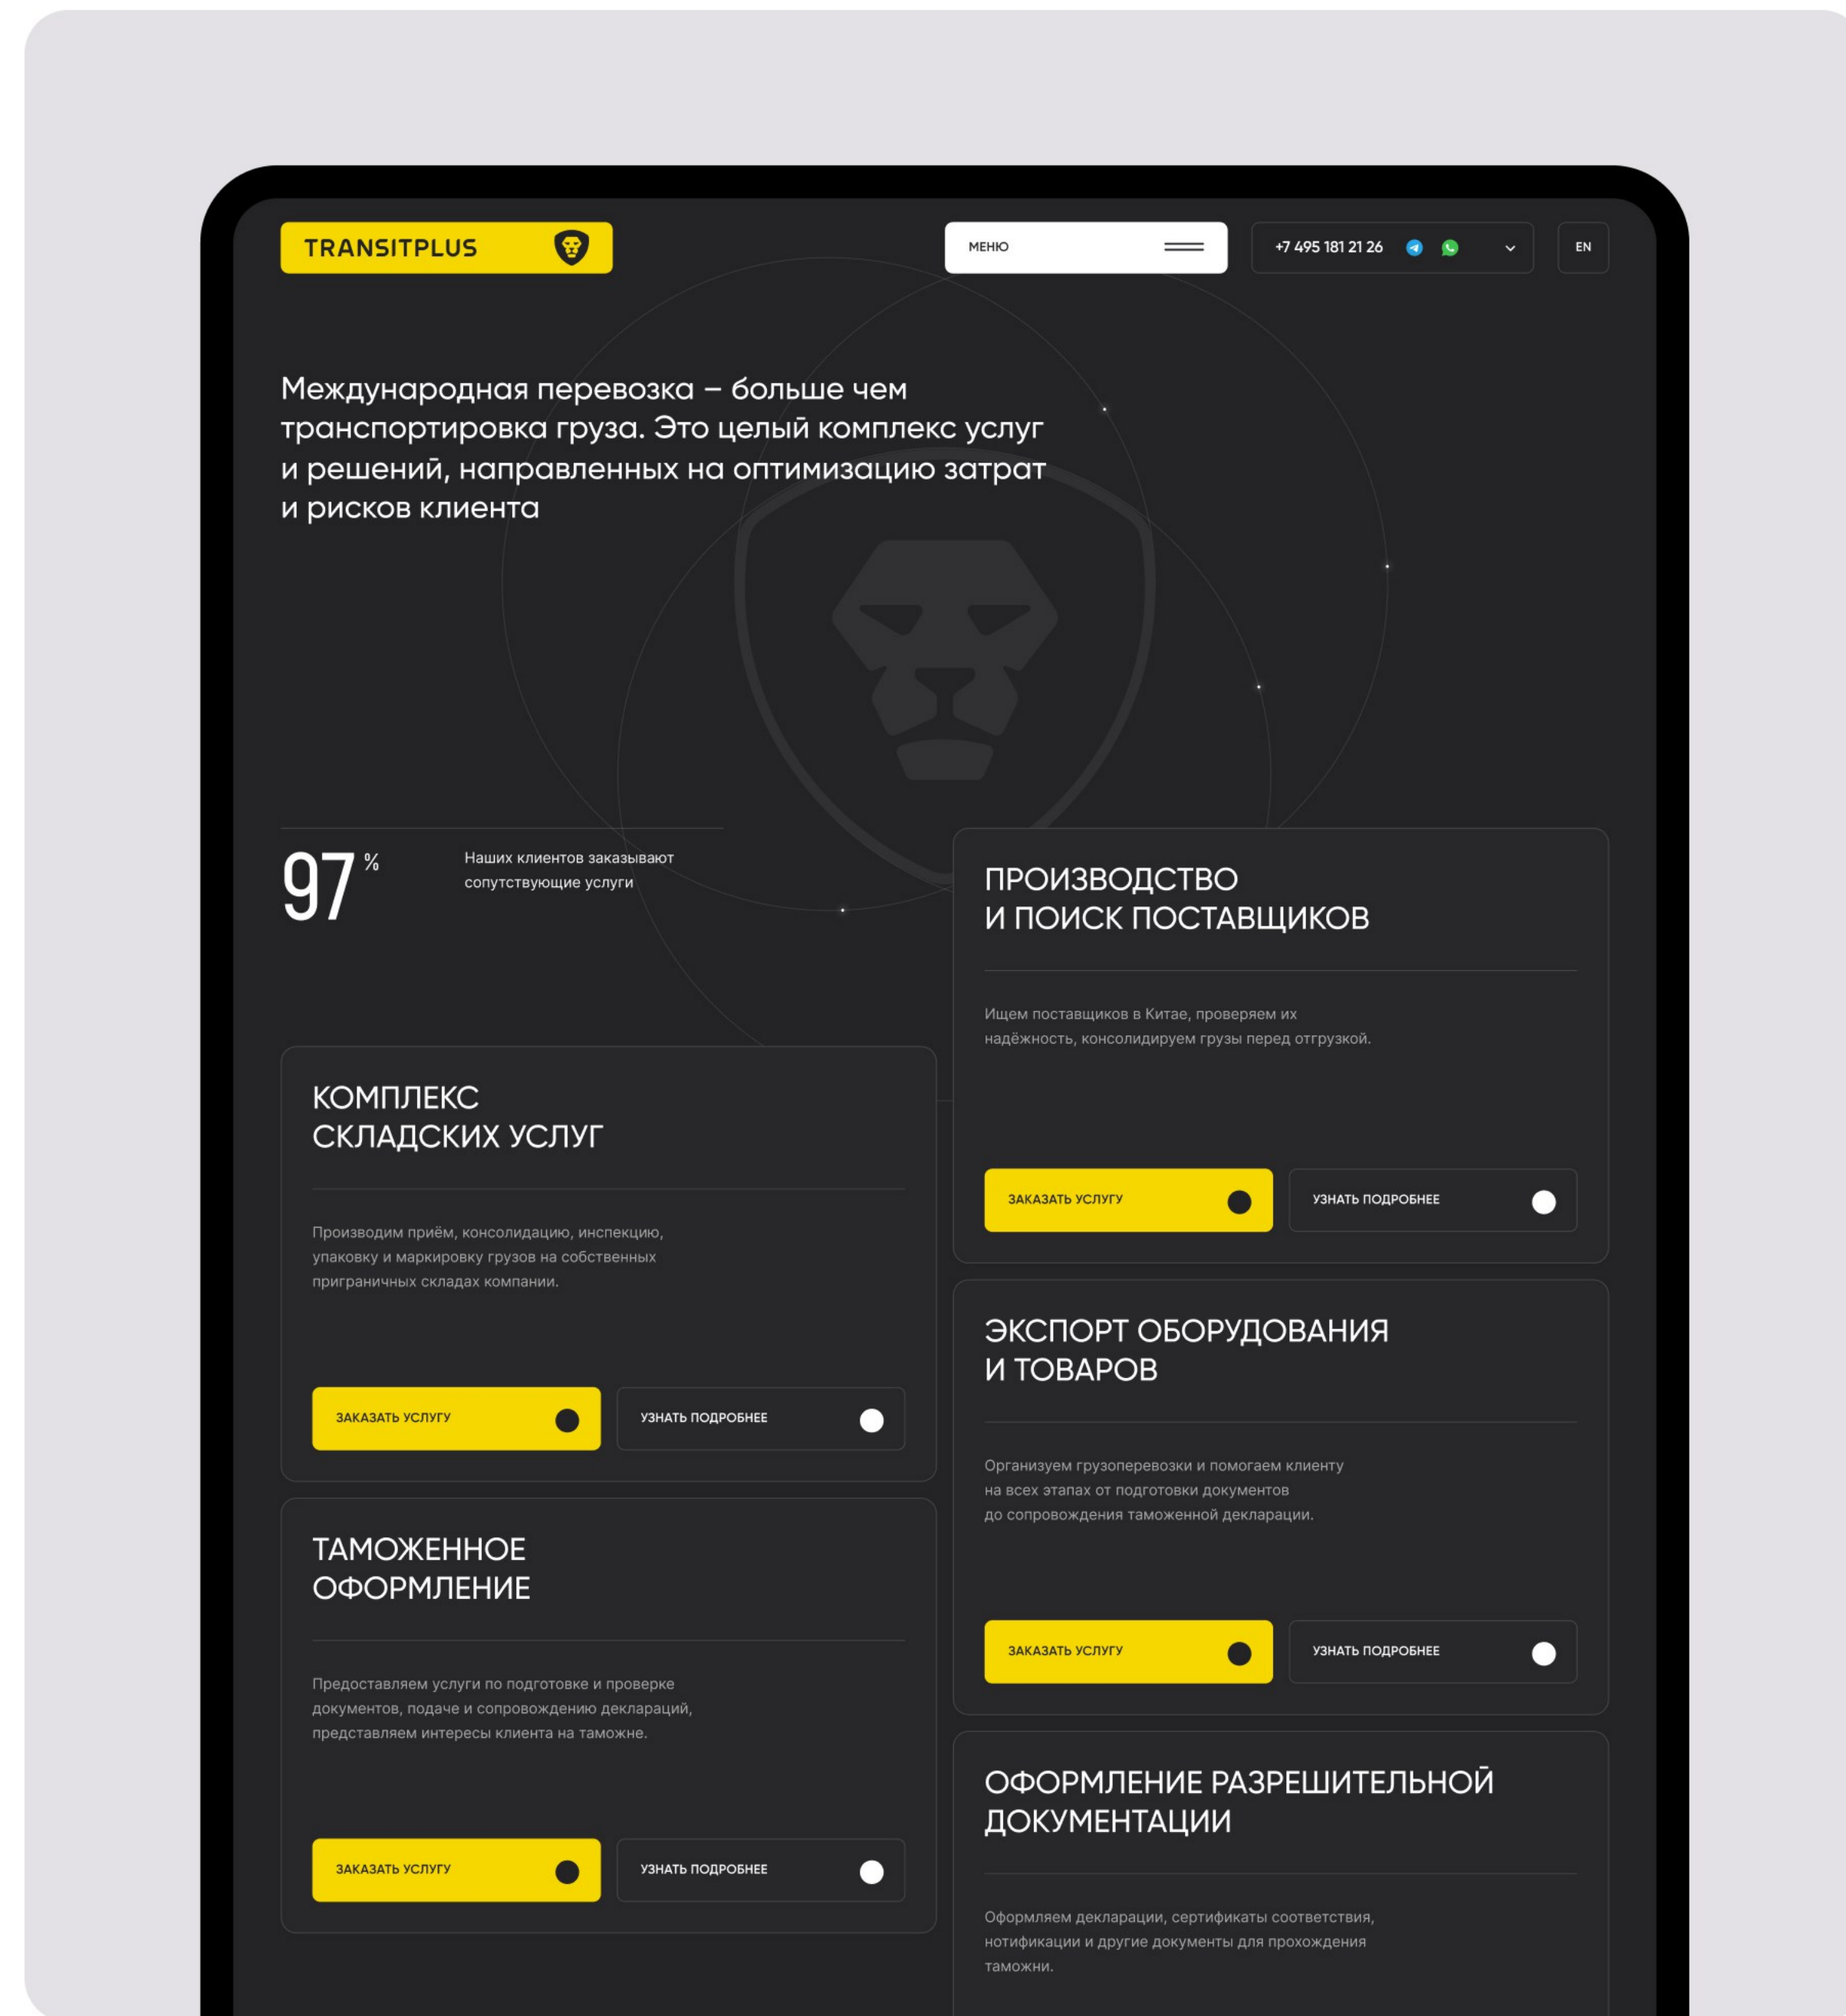 TRANSITPLUS
МЕНЮ
+7 495 181 21 26
EN
Международная перевозка – больше чем
транспортировка груза. Это целый комплекс услуг
и решений, направленных на оптимизацию затрат
и рисков клиента
97 %
Наших клиентов заказывают
сопутствующие услуги
КОМПЛЕКС
СКЛАДСКИХ УСЛУГ
Производим приём, консолидацию, инспекцию,
упаковку и маркировку грузов на собственных
приграничных складах компании.
ЗАКАЗАТЬ УСЛУГУ
УЗНАТЬ ПОДРОБНЕЕ
ТАМОЖЕННОЕ
ОФОРМЛЕНИЕ
Предоставляем услуги по подготовке и проверке
документов, подаче и сопровождению деклараций,
представляем интересы клиента на таможне.
ЗАКАЗАТЬ УСЛУГУ
УЗНАТЬ ПОДРОБНЕЕ
ПРОИЗВОДСТВО
И ПОИСК ПОСТАВЩИКОВ
Ищем поставщиков в Китае, проверяем их
надёжность, консолидируем грузы перед отгрузкой.
ЗАКАЗАТЬ УСЛУГУ
УЗНАТЬ ПОДРОБНЕЕ
ЭКСПОРТ ОБОРУДОВАНИЯ
И ТОВАРОВ
Организуем грузоперевозки и помогаем клиенту
на всех этапах от подготовки документов
до сопровождения таможенной декларации.
ЗАКАЗАТЬ УСЛУГУ
УЗНАТЬ ПОДРОБНЕЕ
ОФОРМЛЕНИЕ РАЗРЕШИТЕЛЬНОЙ
ДОКУМЕНТАЦИИ
Оформляем декларации, сертификаты соответствия,
нотификации и другие документы для прохождения
таможни.